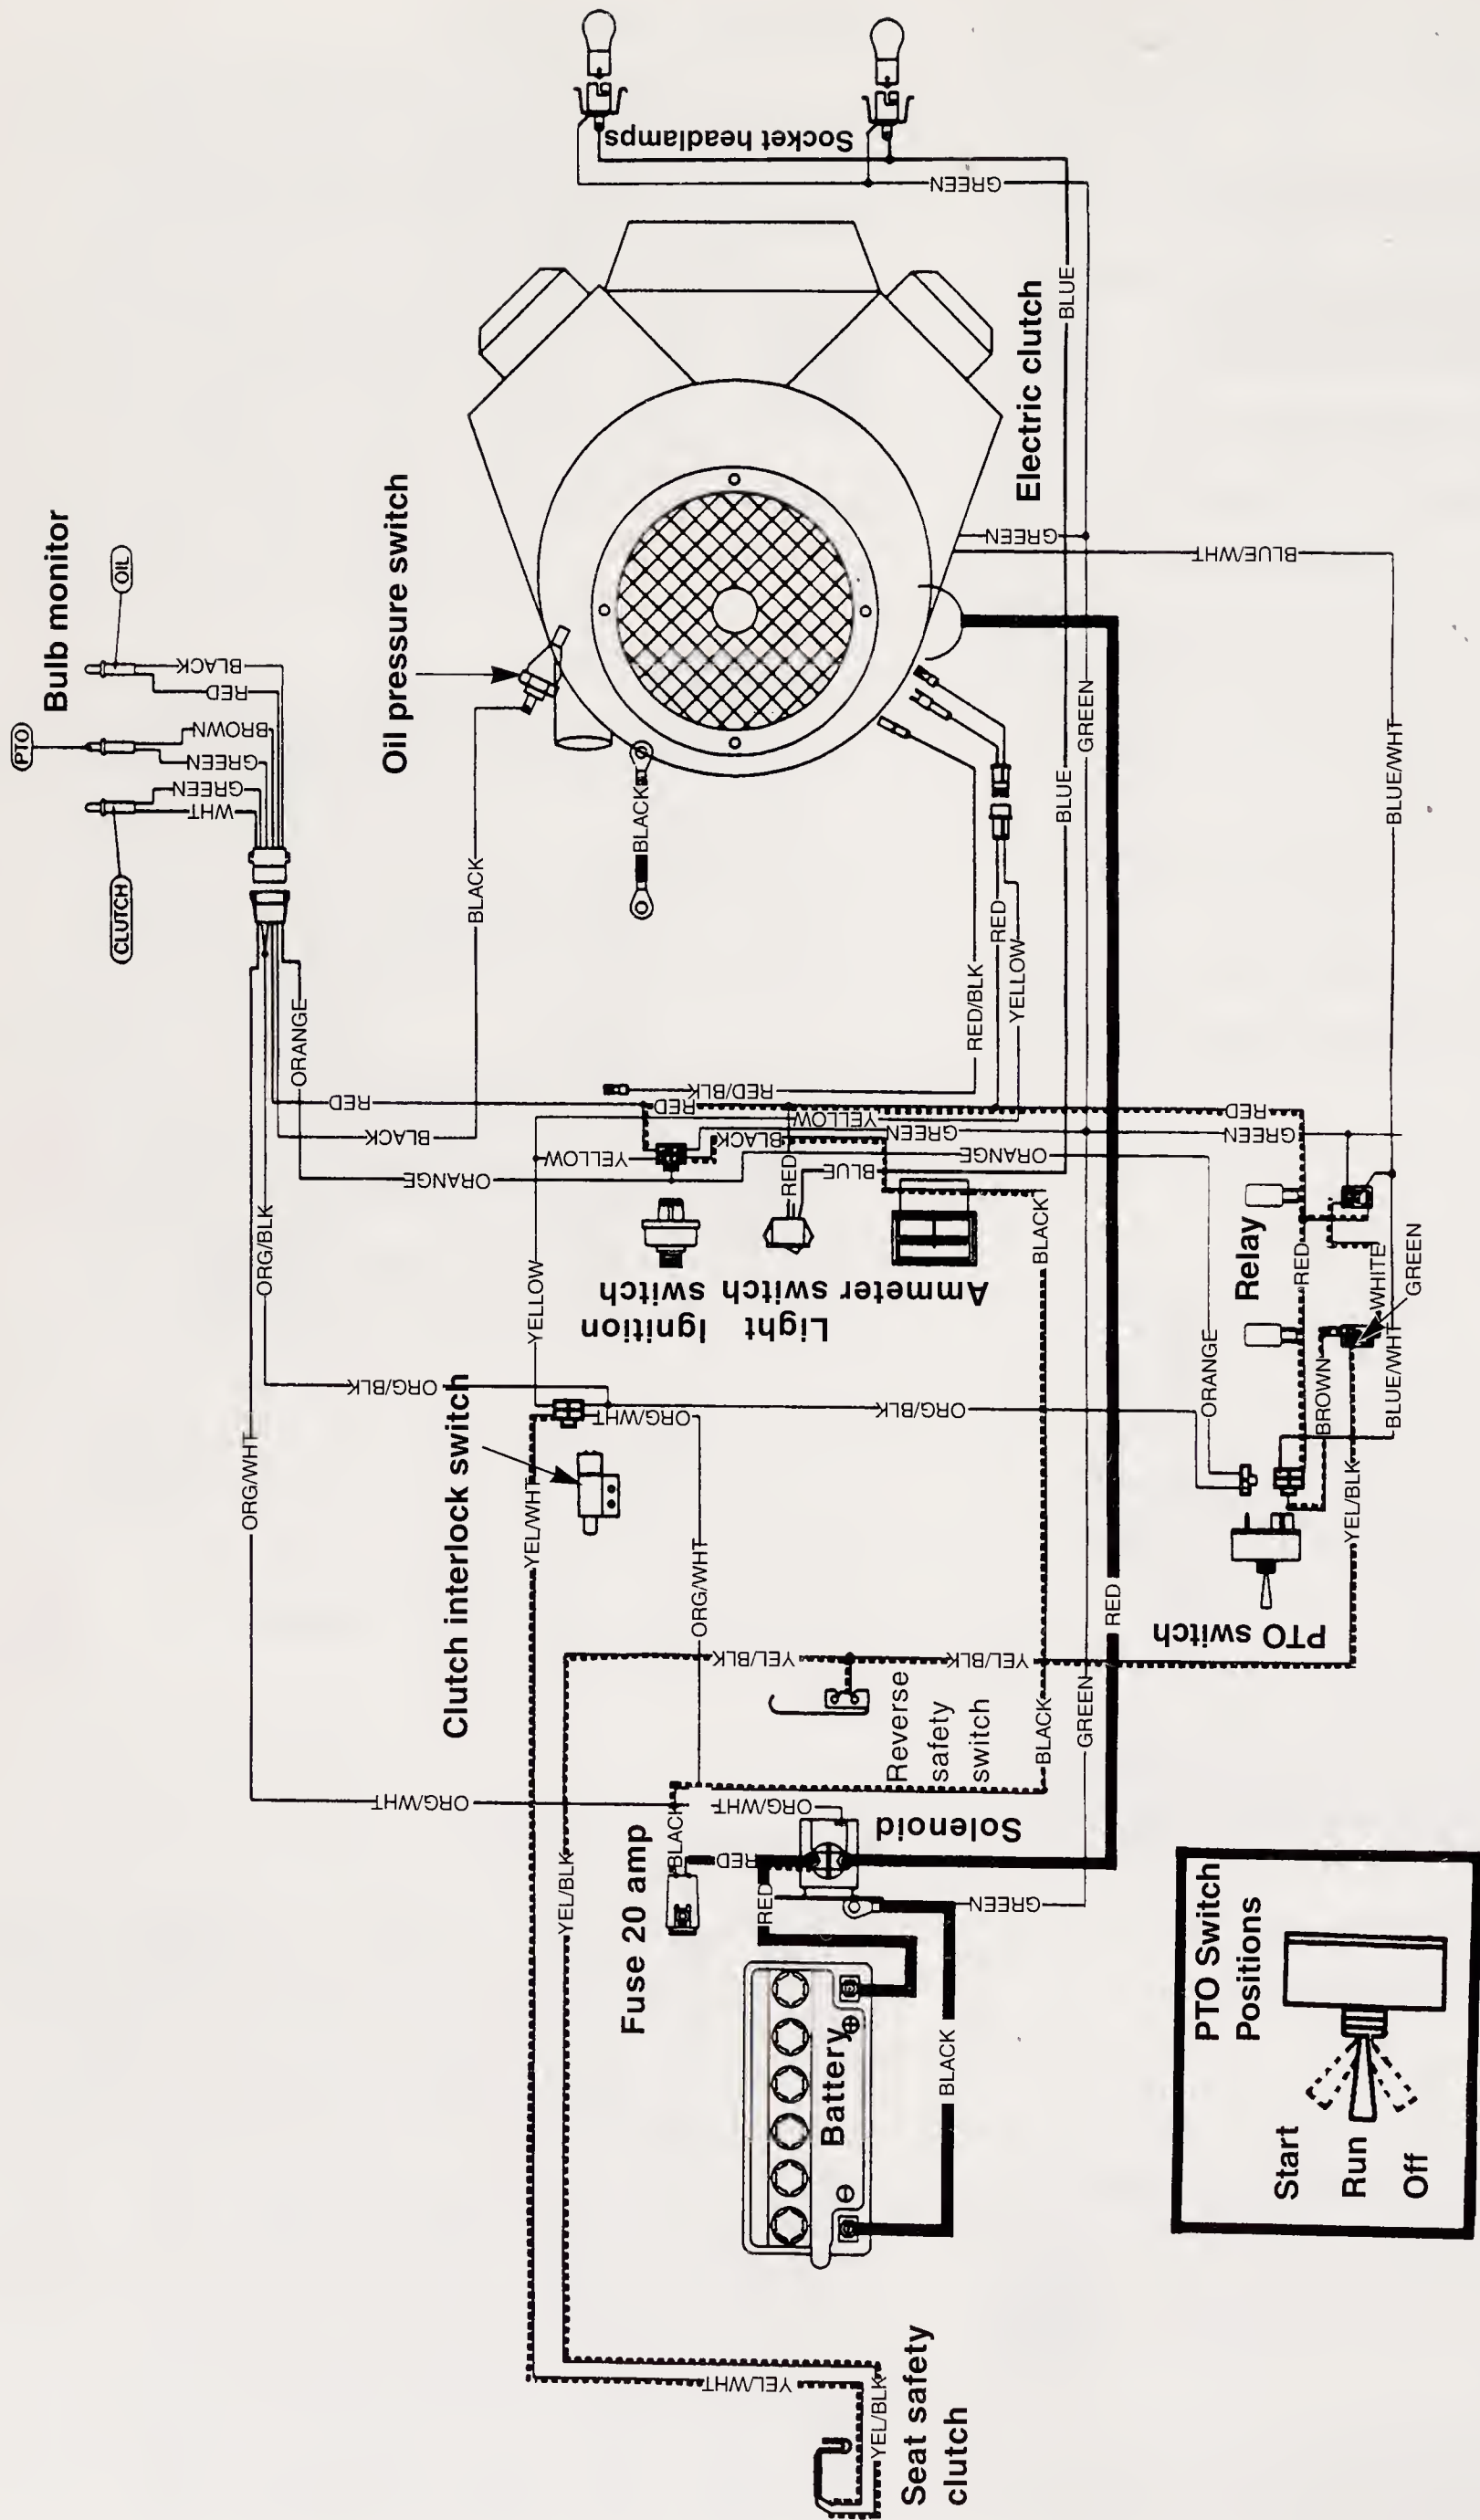 Socket headlamps
GREEN
Bulb monitor
OIL
PTO
CLUTCH
BLACK
RED
BROWN
GREEN
GREEN
WHT
Oil pressure switch
Electric clutch
BLUE
GREEN
BLUE/WHT
BLACK
BLACK
BLUE
GREEN
BLUE/WHT
RED
YELLOW
RED/BLK
ORANGE
RED
BLACK
ORANGE
RED/BLK
RED
YELLOW
BLACK
GREEN
ORANGE
YELLOW
RED
BLUE
RED
GREEN
ORG/BLK
YELLOW
BLACK
Ignition switch
Light switch
Ammeter
Relay
RED
WHITE
GREEN
ORANGE
BROWN
BLUE/WHT
ORG/BLK
ORG/WHT
ORG/BLK
Clutch interlock switch
ORG/WHT
YEL/WHT
ORG/WHT
YEL/BLK
PTO switch
RED
YEL/BLK
YEL/BLK
Reverse
safety
switch
BLACK
GREEN
ORG/WHT
ORG/WHT
BLACK
Solenoid
Fuse 20 amp
RED
RED
GREEN
YEL/BLK
Battery
BLACK
PTO Switch
Positions
Start
Run
Off
YEL/WHT
YEL/BLK
Seat safety
clutch